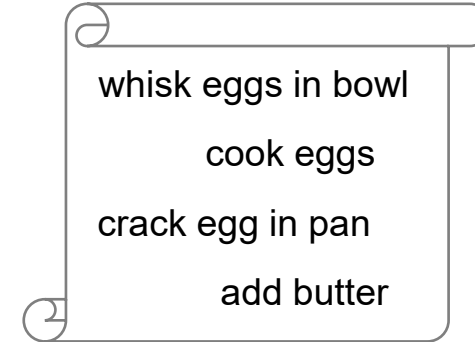 whisk eggs in bowl
cook eggs
crack egg in pan
add butter